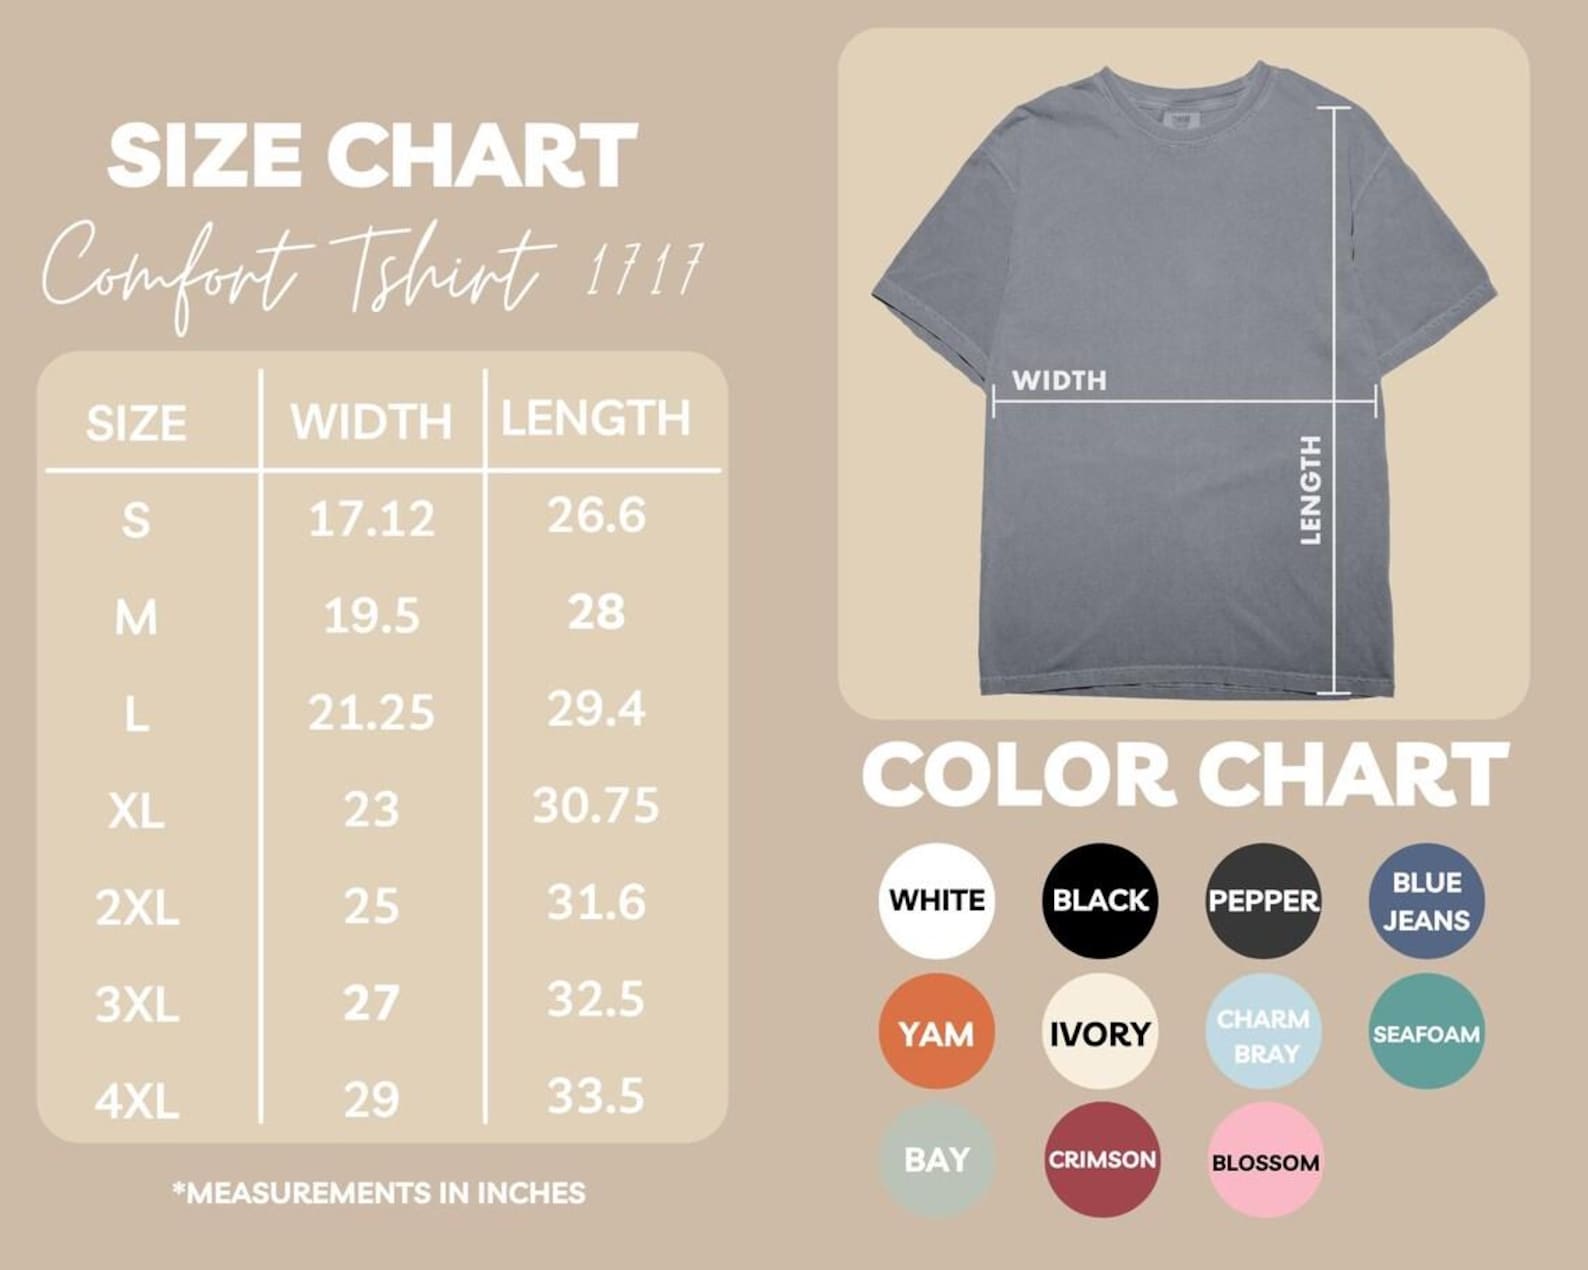 SIZE CHART
Comfort Tshirt 1717
SIZE WIDTH LENGTH
S 17.12 26.6
M 19.5 28
L 21.25 29.4
XL 23 30.75
2XL 25 31.6
3XL 27 32.5
4XL 29 33.5
*MEASUREMENTS IN INCHES
WIDTH
LENGTH
COLOR CHART
WHITE
BLACK
PEPPER
BLUE
JEANS
YAM
IVORY
CHARM
BRAY
SEAFOAM
BAY
CRIMSON
BLOSSOM